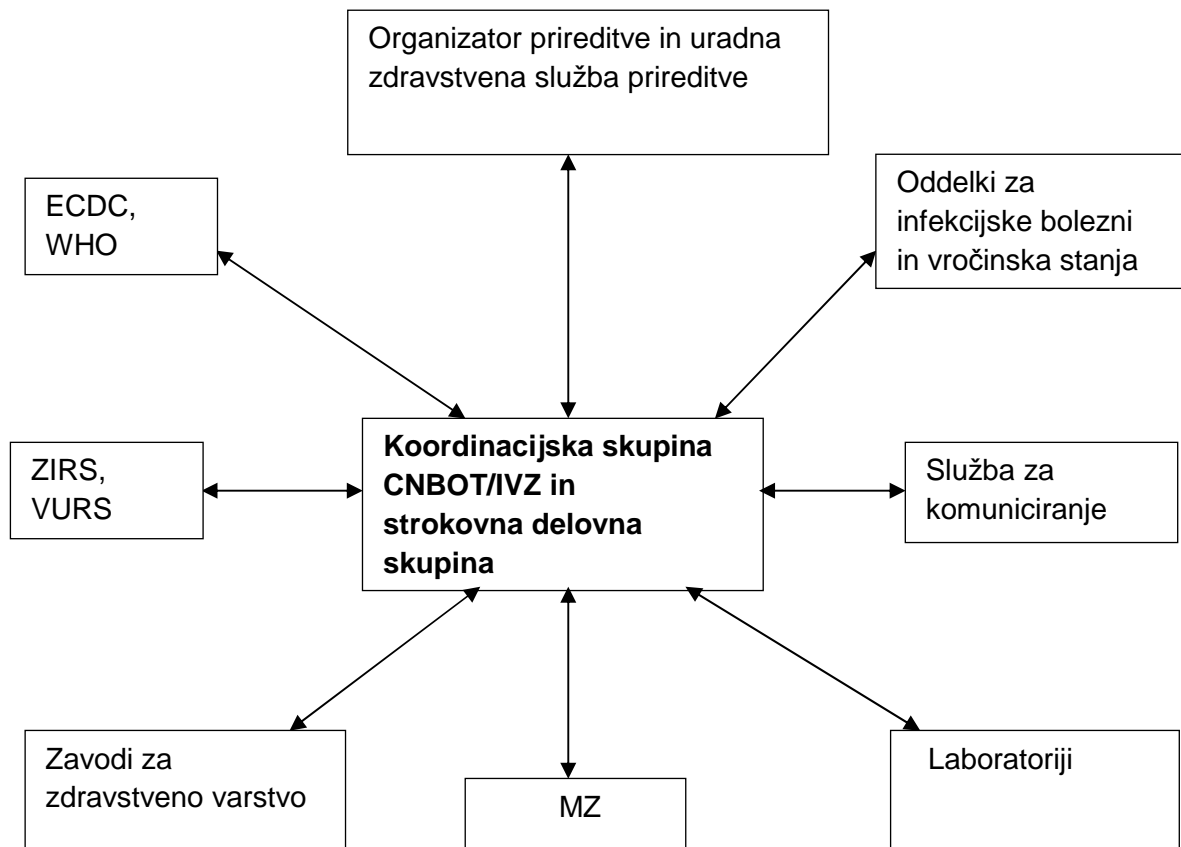 Organizator prireditve in uradna
zdravstvena služba prireditve
ECDC,
WHO
Oddelki za
infekcijske bolezni
in vročinska stanja
ZIRS,
VURS
Koordinacijska skupina
CNBOT/IVZ in
strokovna delovna
skupina
Služba za
komuniciranje
Zavodi za
zdravstveno varstvo
MZ
Laboratoriji